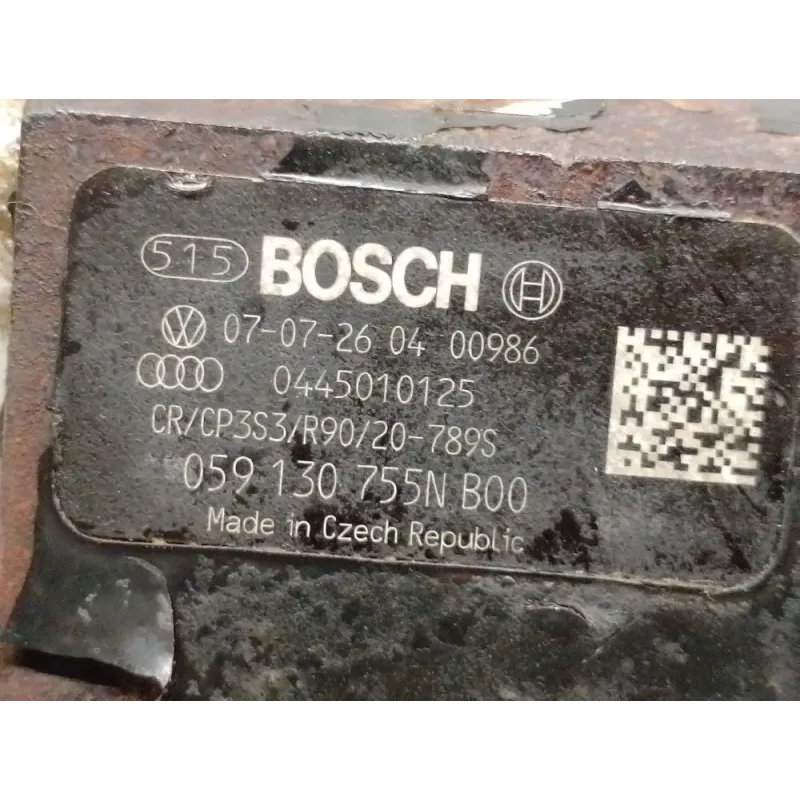 515 BOSCH
07-07-26 04 00986
0445010125
CR/CP3S3/R90/20-789S
059 130 755N B00
Made in Czech Republic